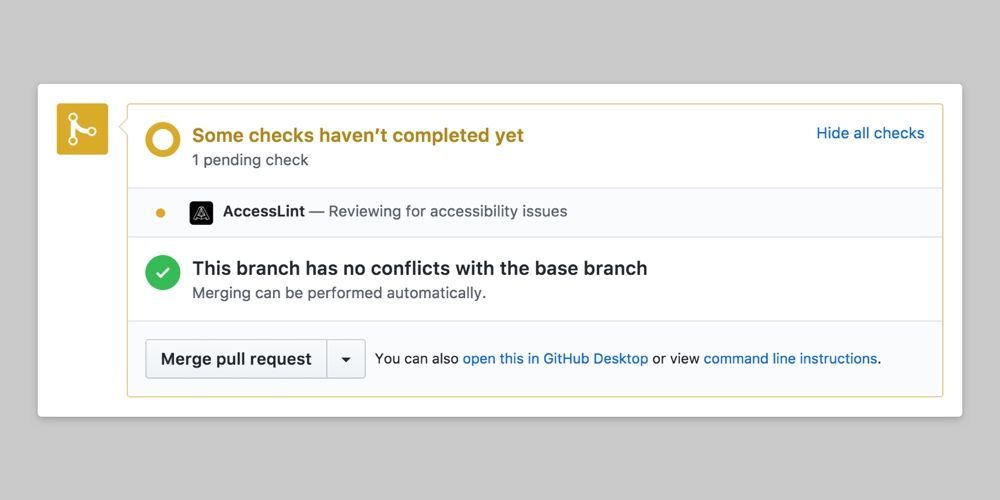 Some checks haven’t completed yet
Hide all checks
1 pending check
AccessLint — Reviewing for accessibility issues
This branch has no conflicts with the base branch
Merging can be performed automatically.
Merge pull request
You can also open this in GitHub Desktop or view command line instructions.